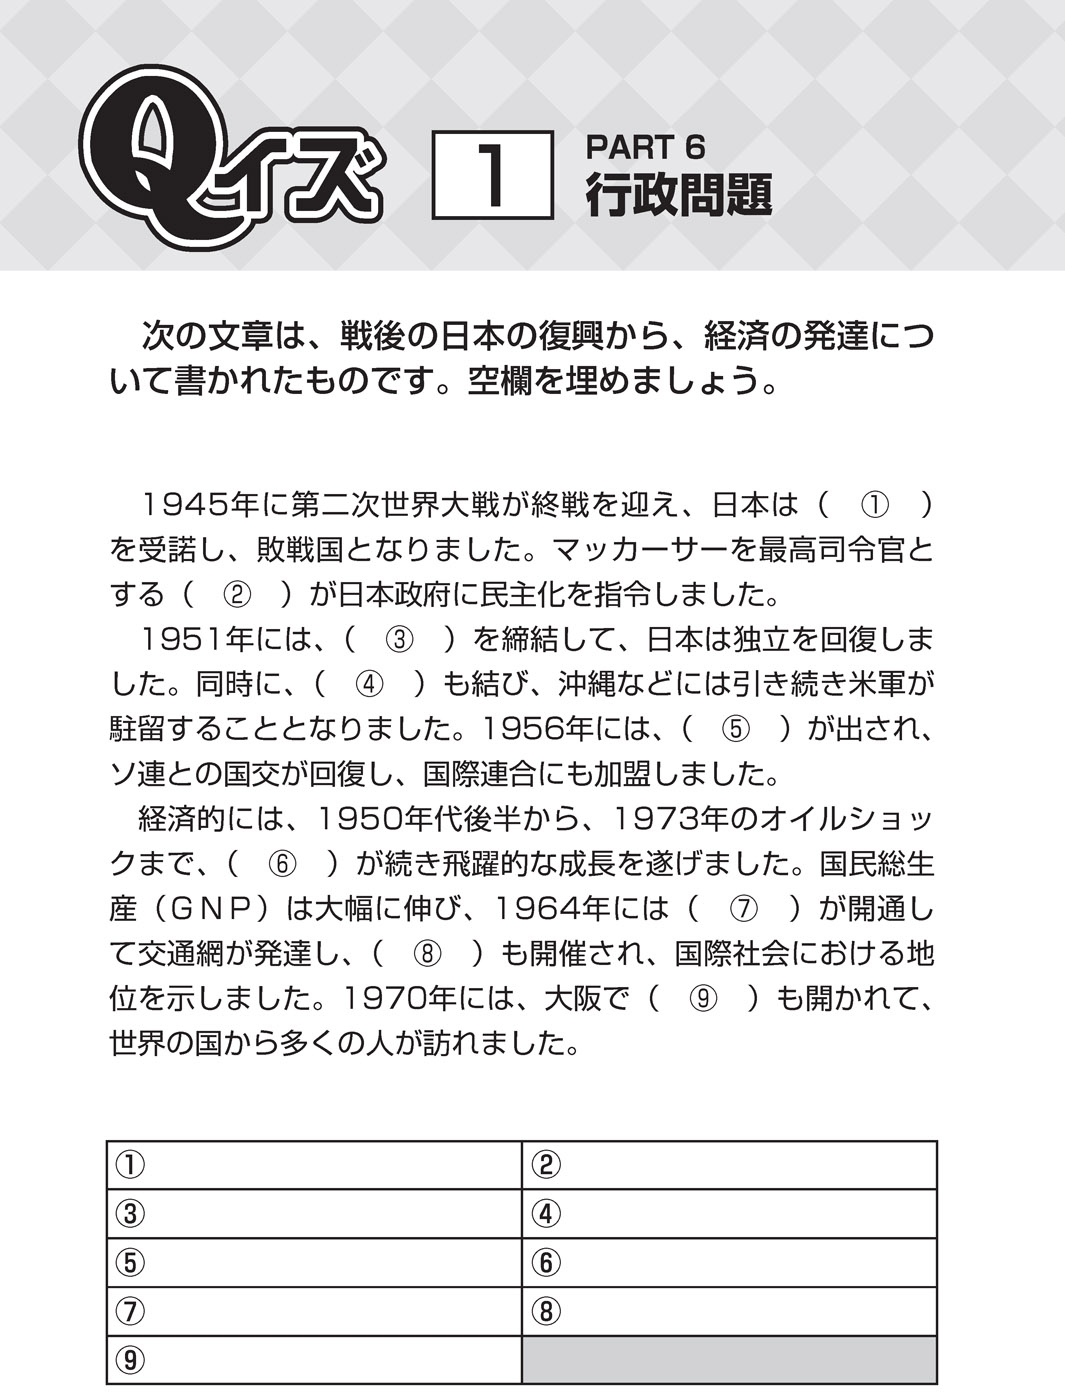 Qイズ 1 PART 6
行政問題
次の文章は、戦後の日本の復興から、経済の発達につ
いて書かれたものです。空欄を埋めましょう。
1945年に第二次世界大戦が終戦を迎え、日本は（　①　）
を受諾し、敗戦国となりました。マッカーサーを最高司令官と
する（　②　）が日本政府に民主化を指令しました。
1951年には、（　③　）を締結して、日本は独立を回復しま
した。同時に、（　④　）も結び、沖縄などには引き続き米軍が
駐留することとなりました。1956年には、（　⑤　）が出され、
ソ連との国交が回復し、国際連合にも加盟しました。
経済的には、1950年代後半から、1973年のオイルショッ
クまで、（　⑥　）が続き飛躍的な成長を遂げました。国民総生
産（ＧＮＰ）は大幅に伸び、1964年には（　⑦　）が開通し
て交通網が発達し、（　⑧　）も開催され、国際社会における地
位を示しました。1970年には、大阪で（　⑨　）も開かれて、
世界の国から多くの人が訪れました。
① ②
③ ④
⑤ ⑥
⑦ ⑧
⑨